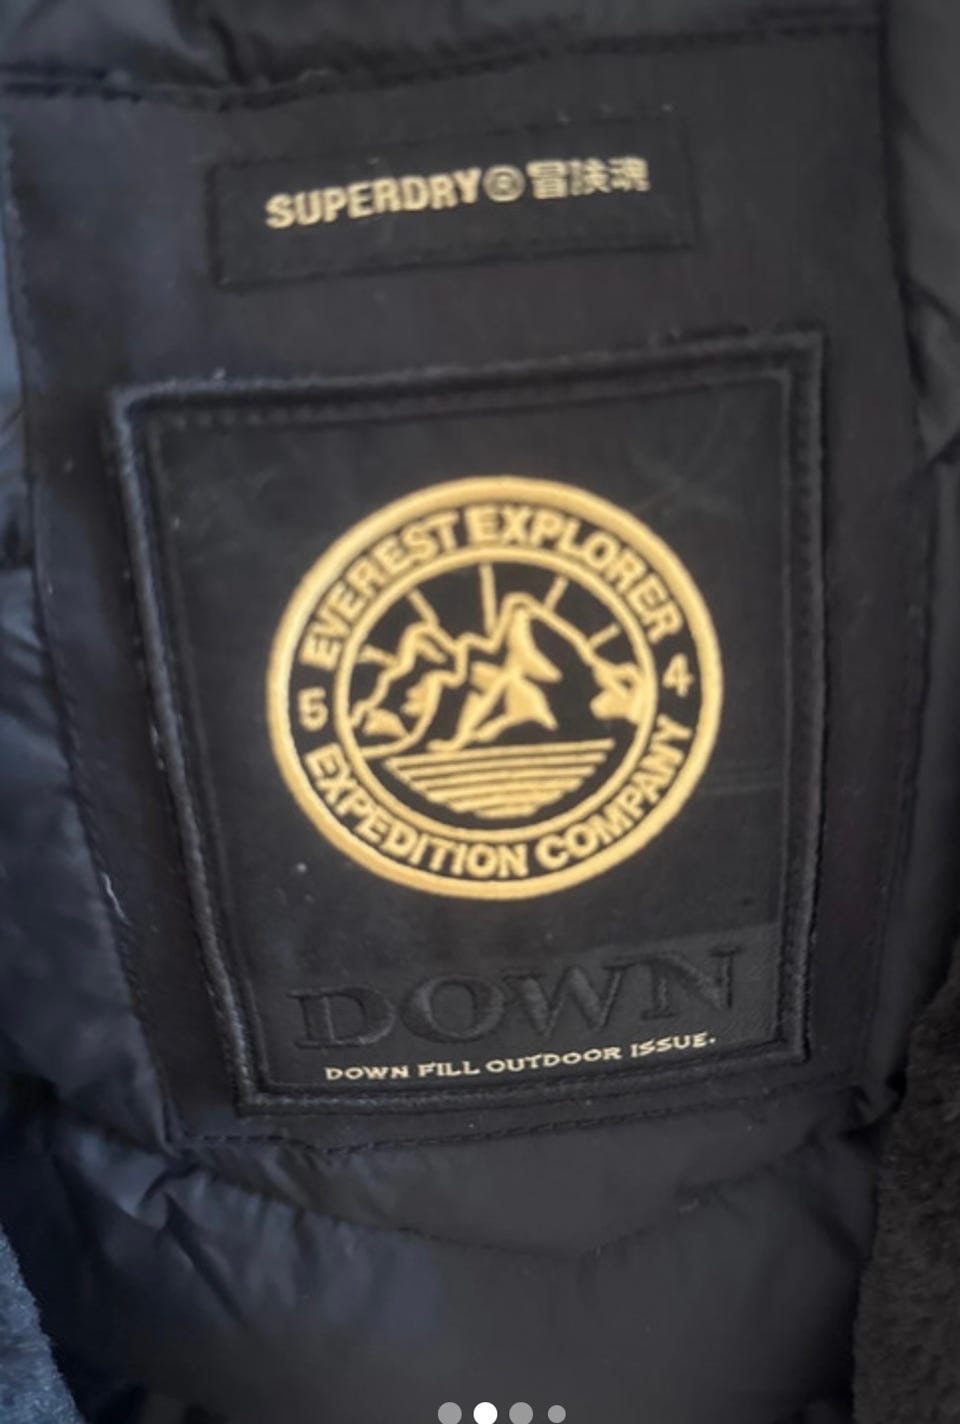 SUPERDRY® 冒険魂
EVEREST EXPLORER
5 4
EXPEDITION COMPANY
DOWN
DOWN FILL OUTDOOR ISSUE.